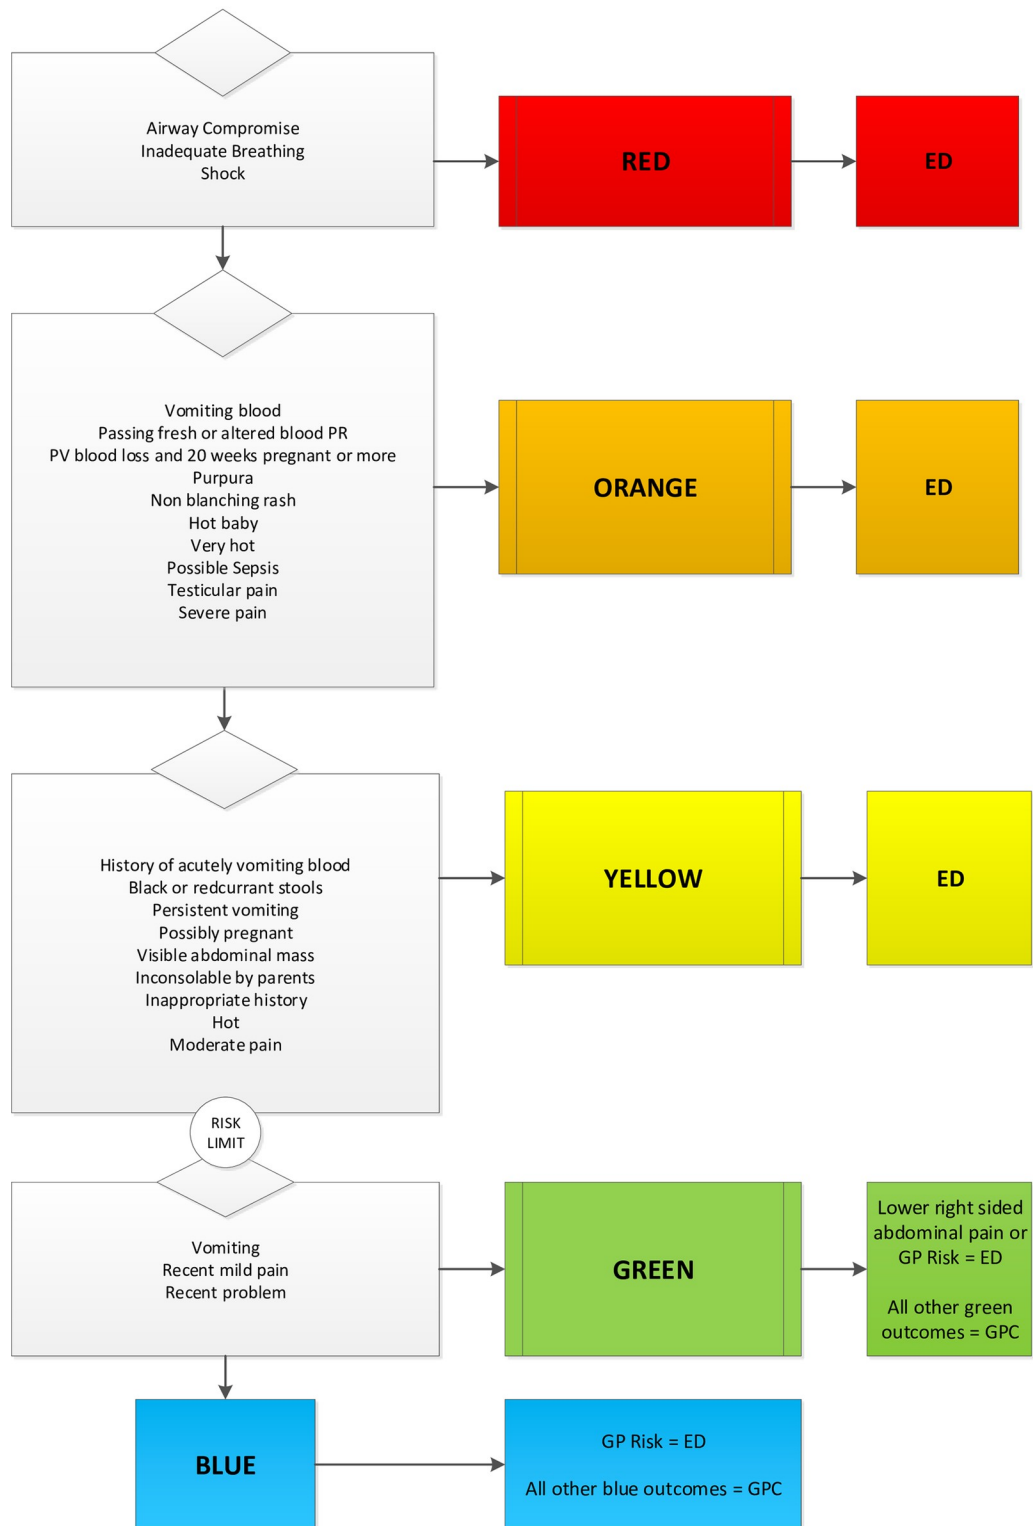 Airway Compromise
Inadequate Breathing
Shock
RED
ED
Vomiting blood
Passing fresh or altered blood PR
PV blood loss and 20 weeks pregnant or more
Purpura
Non blanching rash
Hot baby
Very hot
Possible Sepsis
Testicular pain
Severe pain
ORANGE
ED
History of acutely vomiting blood
Black or redcurrant stools
Persistent vomiting
Possibly pregnant
Visible abdominal mass
Inconsolable by parents
Inappropriate history
Hot
Moderate pain
YELLOW
ED
RISK
LIMIT
Vomiting
Recent mild pain
Recent problem
GREEN
Lower right sided
abdominal pain or
GP Risk = ED
All other green
outcomes = GPC
BLUE
GP Risk = ED
All other blue outcomes = GPC